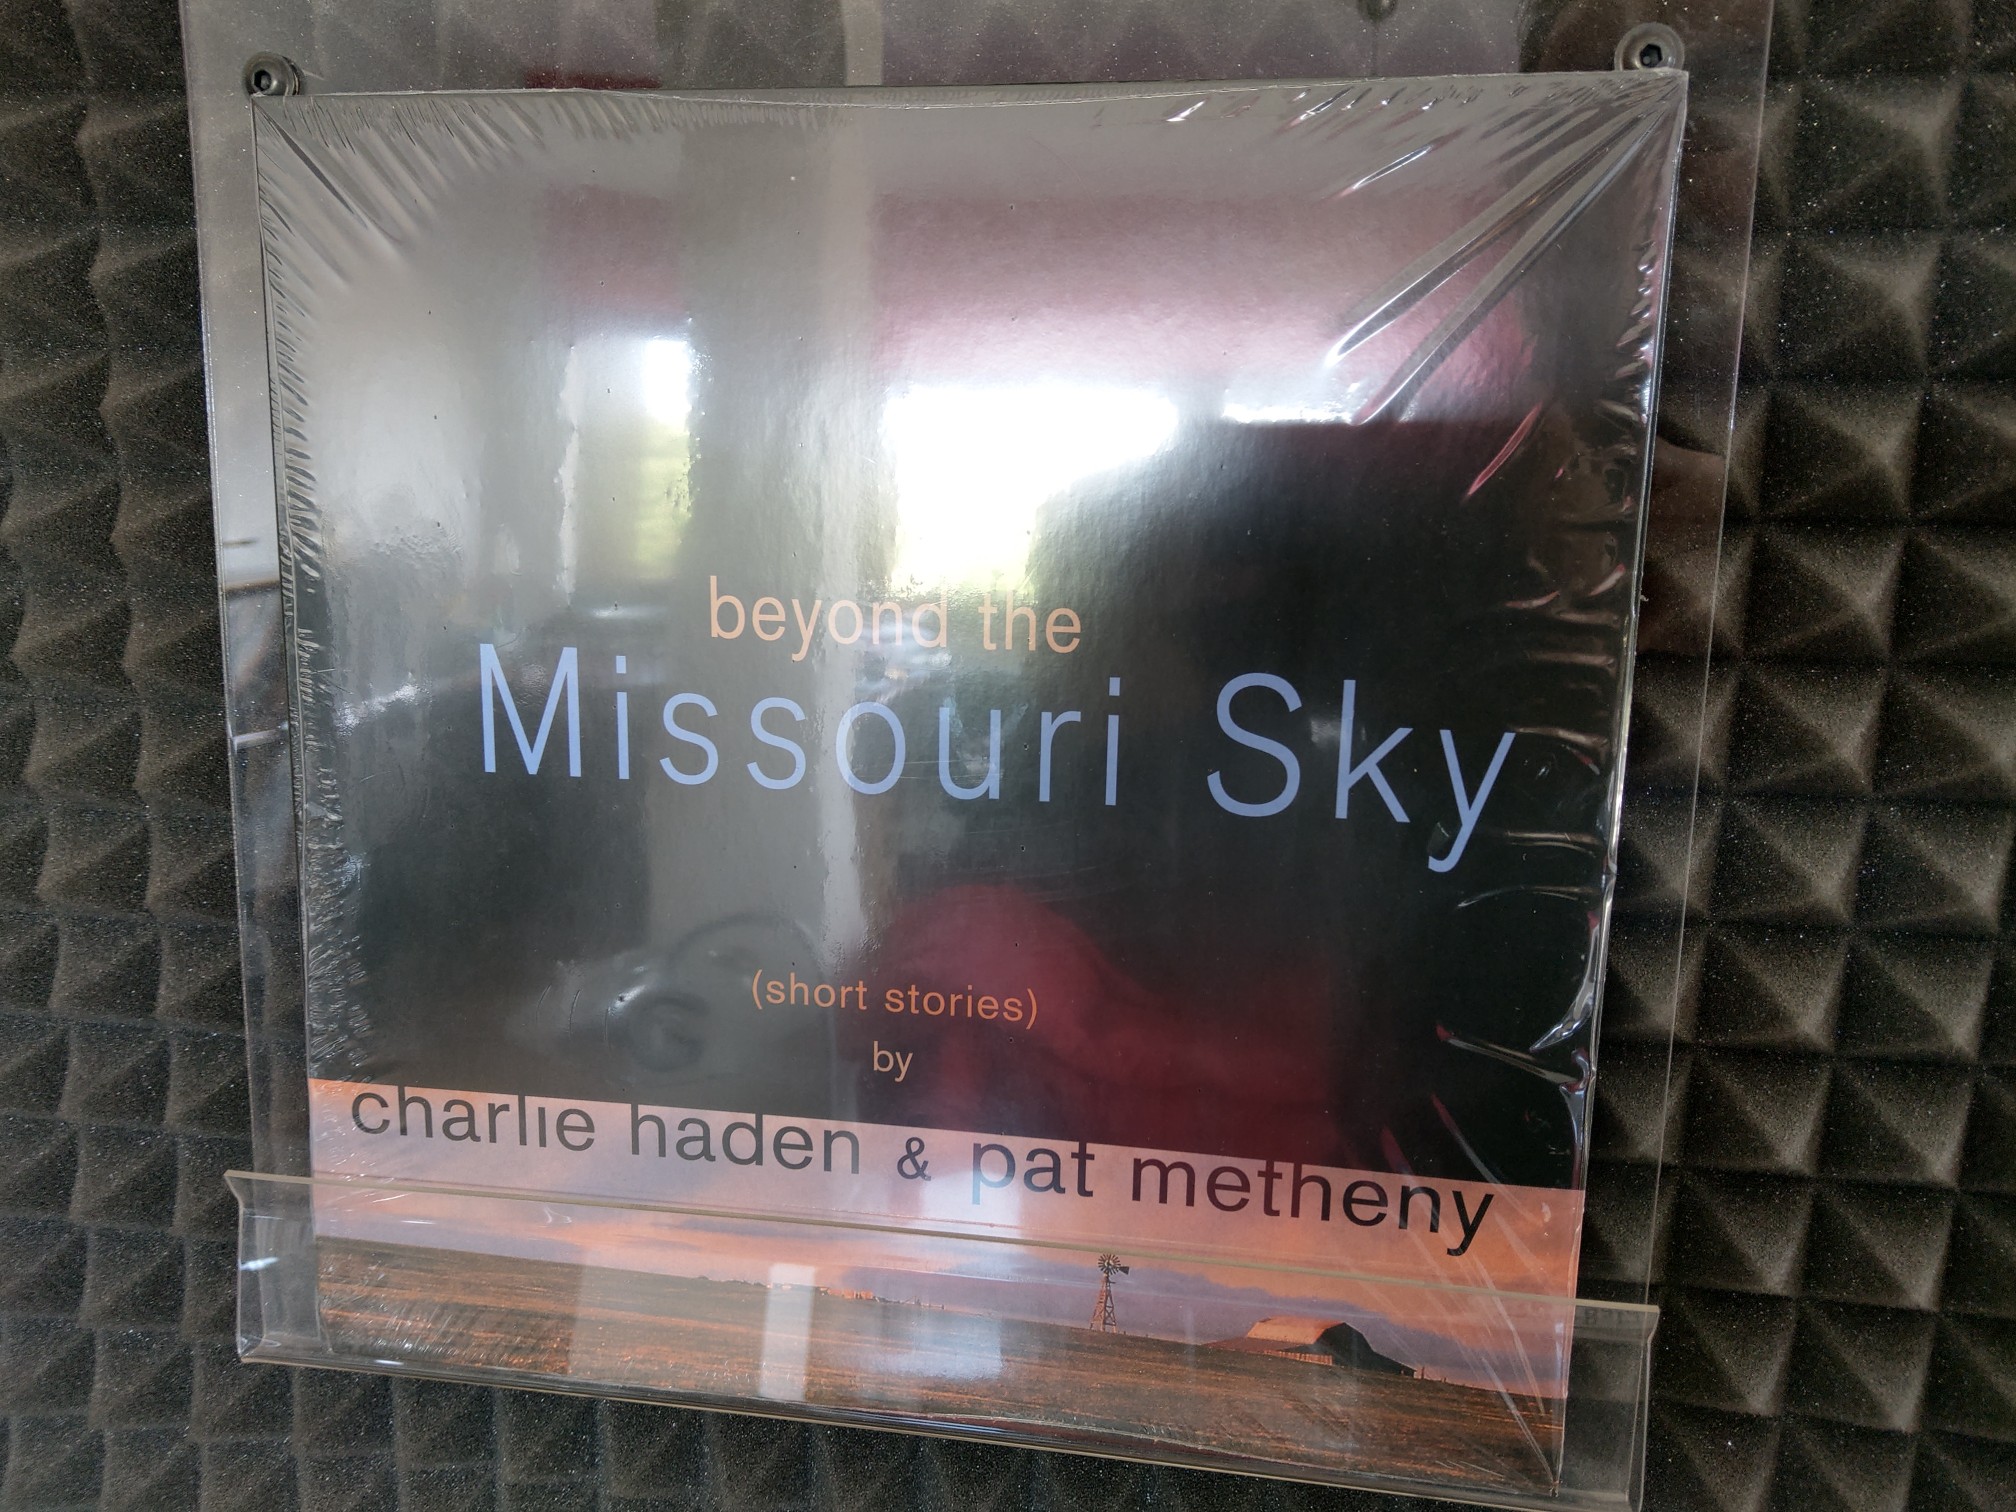 beyond the
Missouri Sky
(short stories)
by
charlie haden & pat metheny